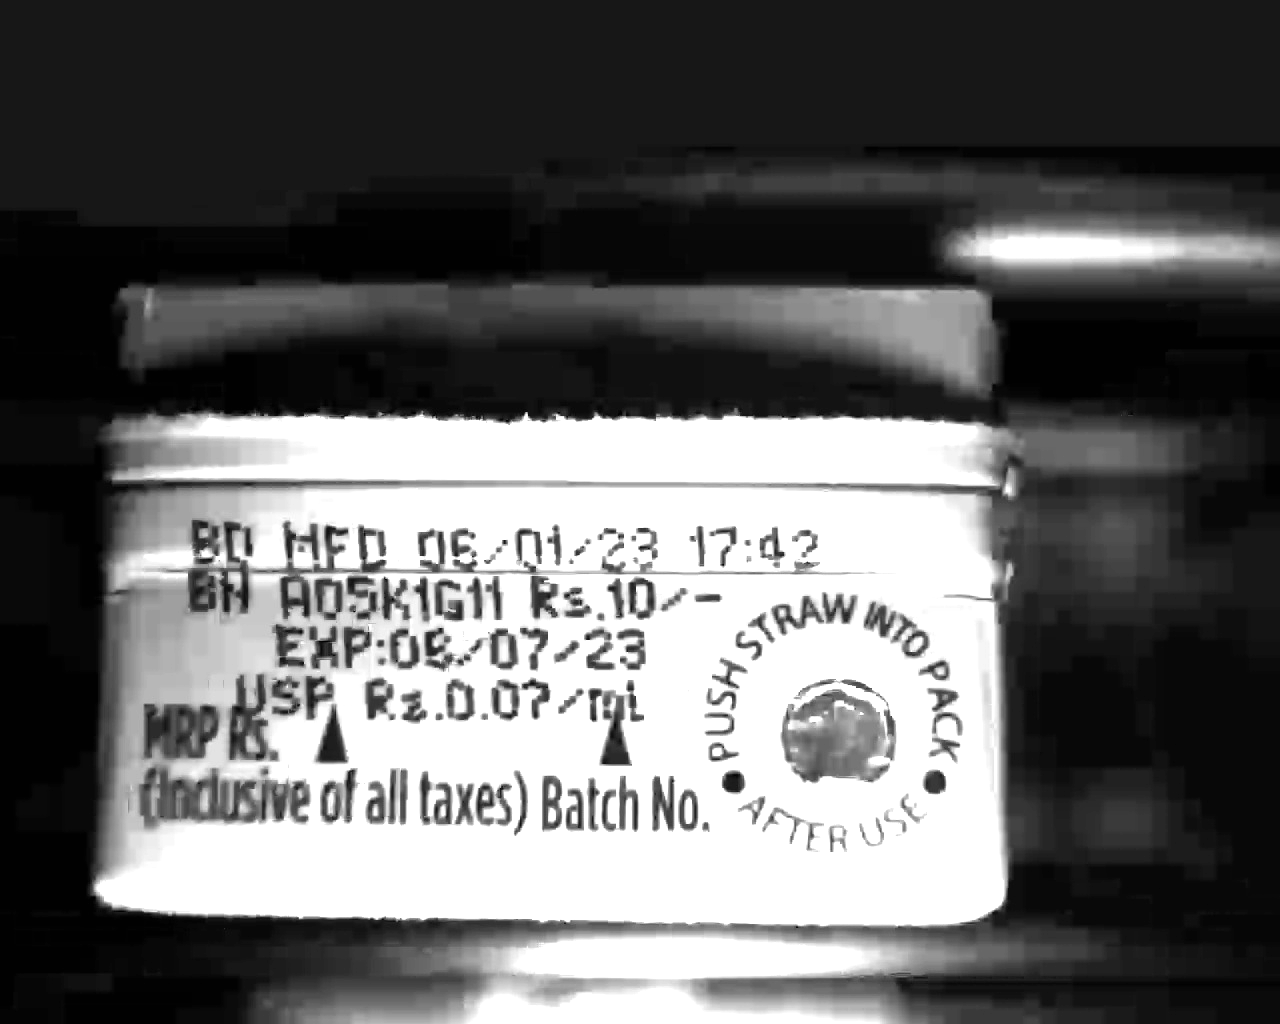 BD MFD 06/01/23 17:42
BN A05K1G11 Rs.10/-
EXP:05/07/23
USP Rs.0.07/ml
MRP Rs.
(Inclusive of all taxes) Batch No.
PUSH STRAW INTO PACK
AFTER USE